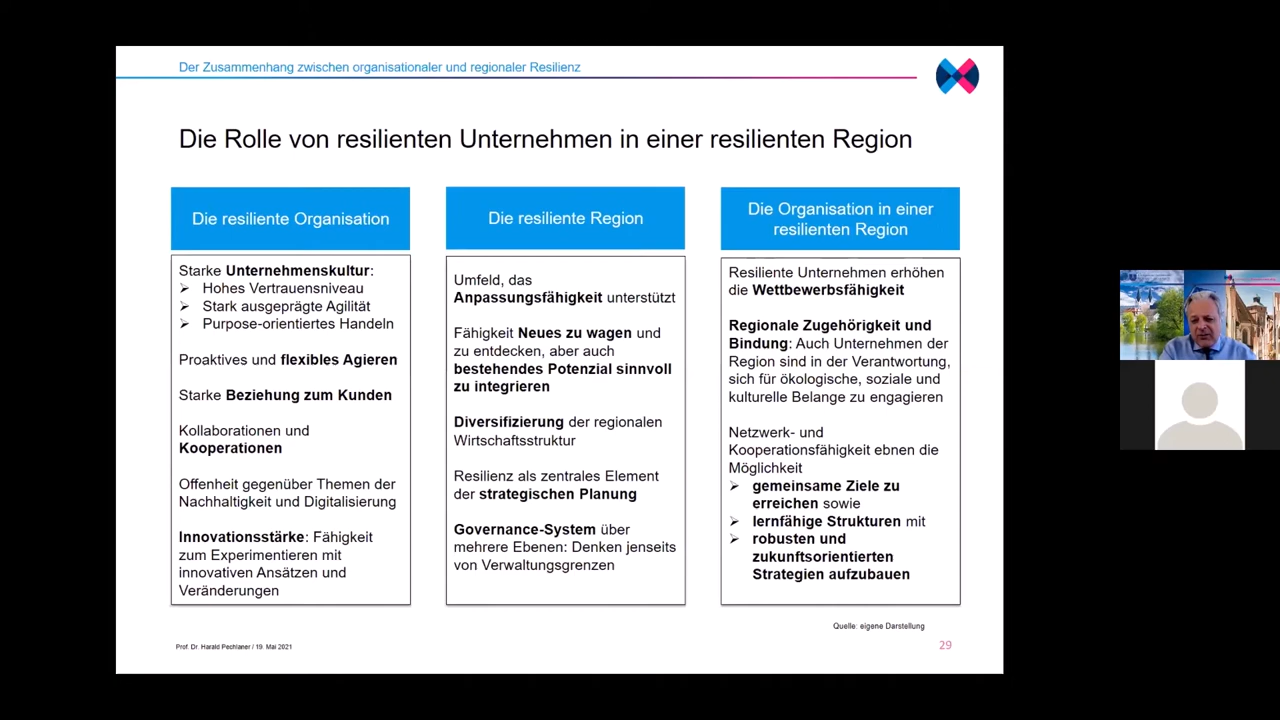 Der Zusammenhang zwischen organisationaler und regionaler Resilienz
Die Rolle von resilienten Unternehmen in einer resilienten Region
Die resiliente Organisation
Starke Unternehmenskultur:
➢ Hohes Vertrauensniveau
➢ Stark ausgeprägte Agilität
➢ Purpose-orientiertes Handeln
Proaktives und flexibles Agieren
Starke Beziehung zum Kunden
Kollaborationen und
Kooperationen
Offenheit gegenüber Themen der
Nachhaltigkeit und Digitalisierung
Innovationsstärke: Fähigkeit
zum Experimentieren mit
innovativen Ansätzen und
Veränderungen
Die resiliente Region
Umfeld, das
Anpassungsfähigkeit unterstützt
Fähigkeit Neues zu wagen und
zu entdecken, aber auch
bestehendes Potenzial sinnvoll
zu integrieren
Diversifizierung der regionalen
Wirtschaftsstruktur
Resilienz als zentrales Element
der strategischen Planung
Governance-System über
mehrere Ebenen: Denken jenseits
von Verwaltungsgrenzen
Die Organisation in einer
resilienten Region
Resiliente Unternehmen erhöhen
die Wettbewerbsfähigkeit
Regionale Zugehörigkeit und
Bindung: Auch Unternehmen der
Region sind in der Verantwortung,
sich für ökologische, soziale und
kulturelle Belange zu engagieren
Netzwerk- und
Kooperationsfähigkeit ebnen die
Möglichkeit
➢ gemeinsame Ziele zu
erreichen sowie
➢ lernfähige Strukturen mit
➢ robusten und
zukunftsorientierten
Strategien aufzubauen
Quelle: eigene Darstellung
Prof. Dr. Harald Pechlaner / 19. Mai 2021
29